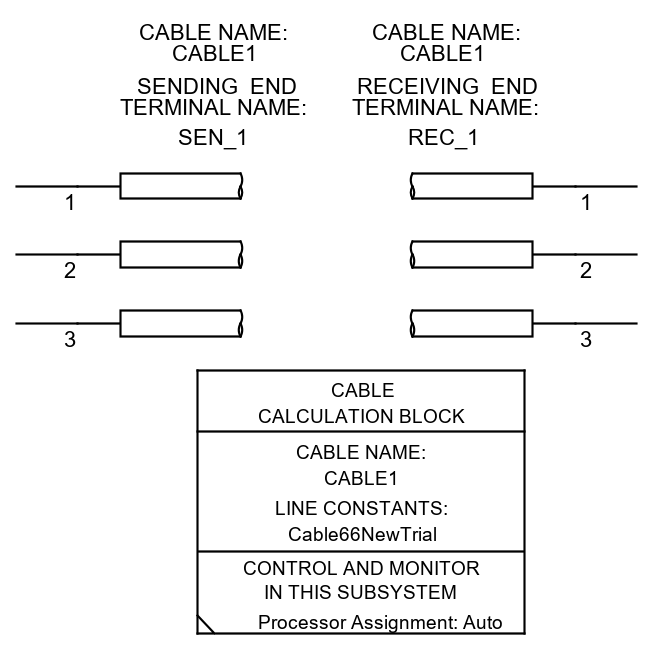 CABLE NAME:
CABLE1
SENDING END
TERMINAL NAME:
SEN_1
CABLE NAME:
CABLE1
RECEIVING END
TERMINAL NAME:
REC_1
1
2
3
1
2
3
CABLE
CALCULATION BLOCK
CABLE NAME:
CABLE1
LINE CONSTANTS:
Cable66NewTrial
CONTROL AND MONITOR
IN THIS SUBSYSTEM
Processor Assignment: Auto